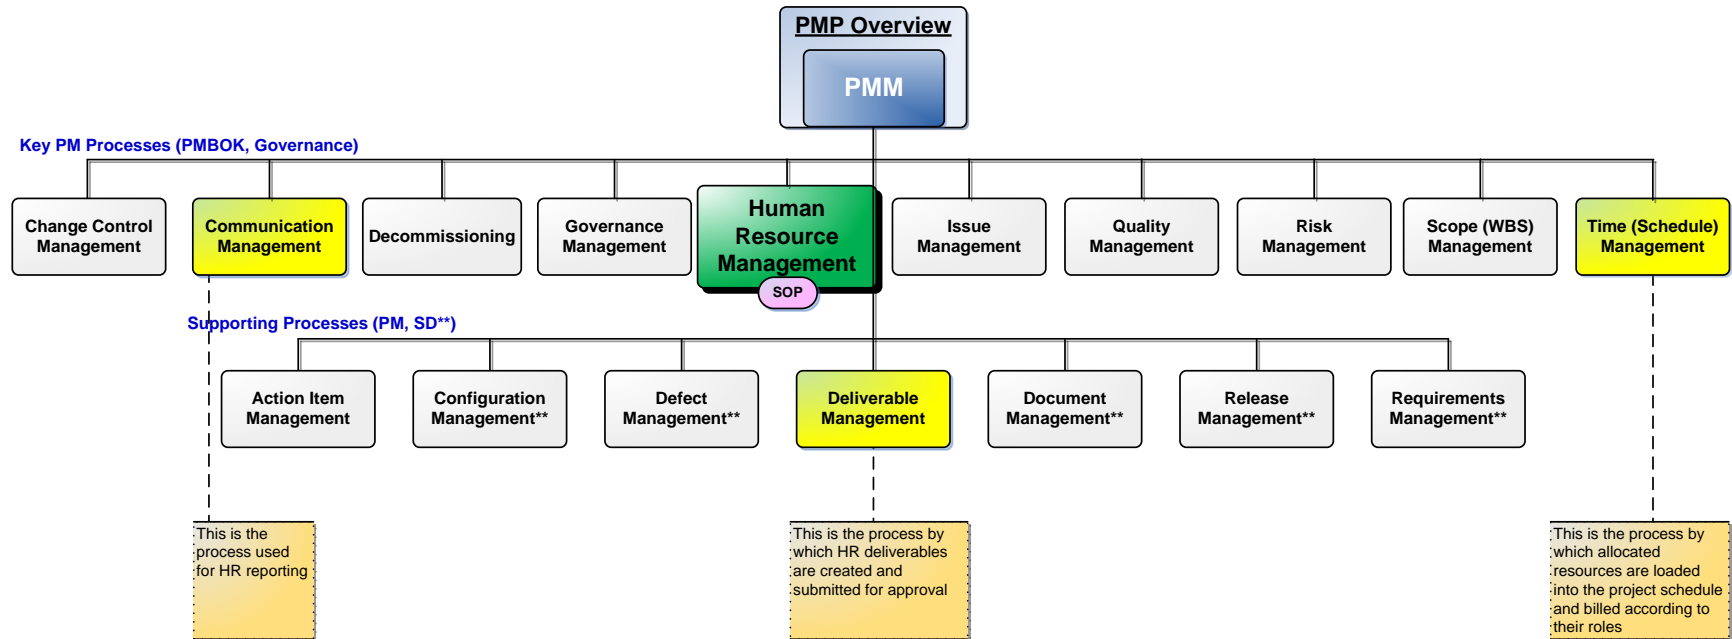 PMP Overview
PMM
Key PM Processes (PMBOK, Governance)
Change Control
Management
Communication
Management
Decommissioning
Governance
Management
Human
Resource
Management
SOP
Issue
Management
Quality
Management
Risk
Management
Scope (WBS)
Management
Time (Schedule)
Management
Supporting Processes (PM, SD**)
Action Item
Management
Configuration
Management**
Defect
Management**
Deliverable
Management
Document
Management**
Release
Management**
Requirements
Management**
This is the
process used
for HR reporting
This is the process by
which HR deliverables
are created and
submitted for approval
This is the process by
which allocated
resources are loaded
into the project schedule
and billed according to
their roles